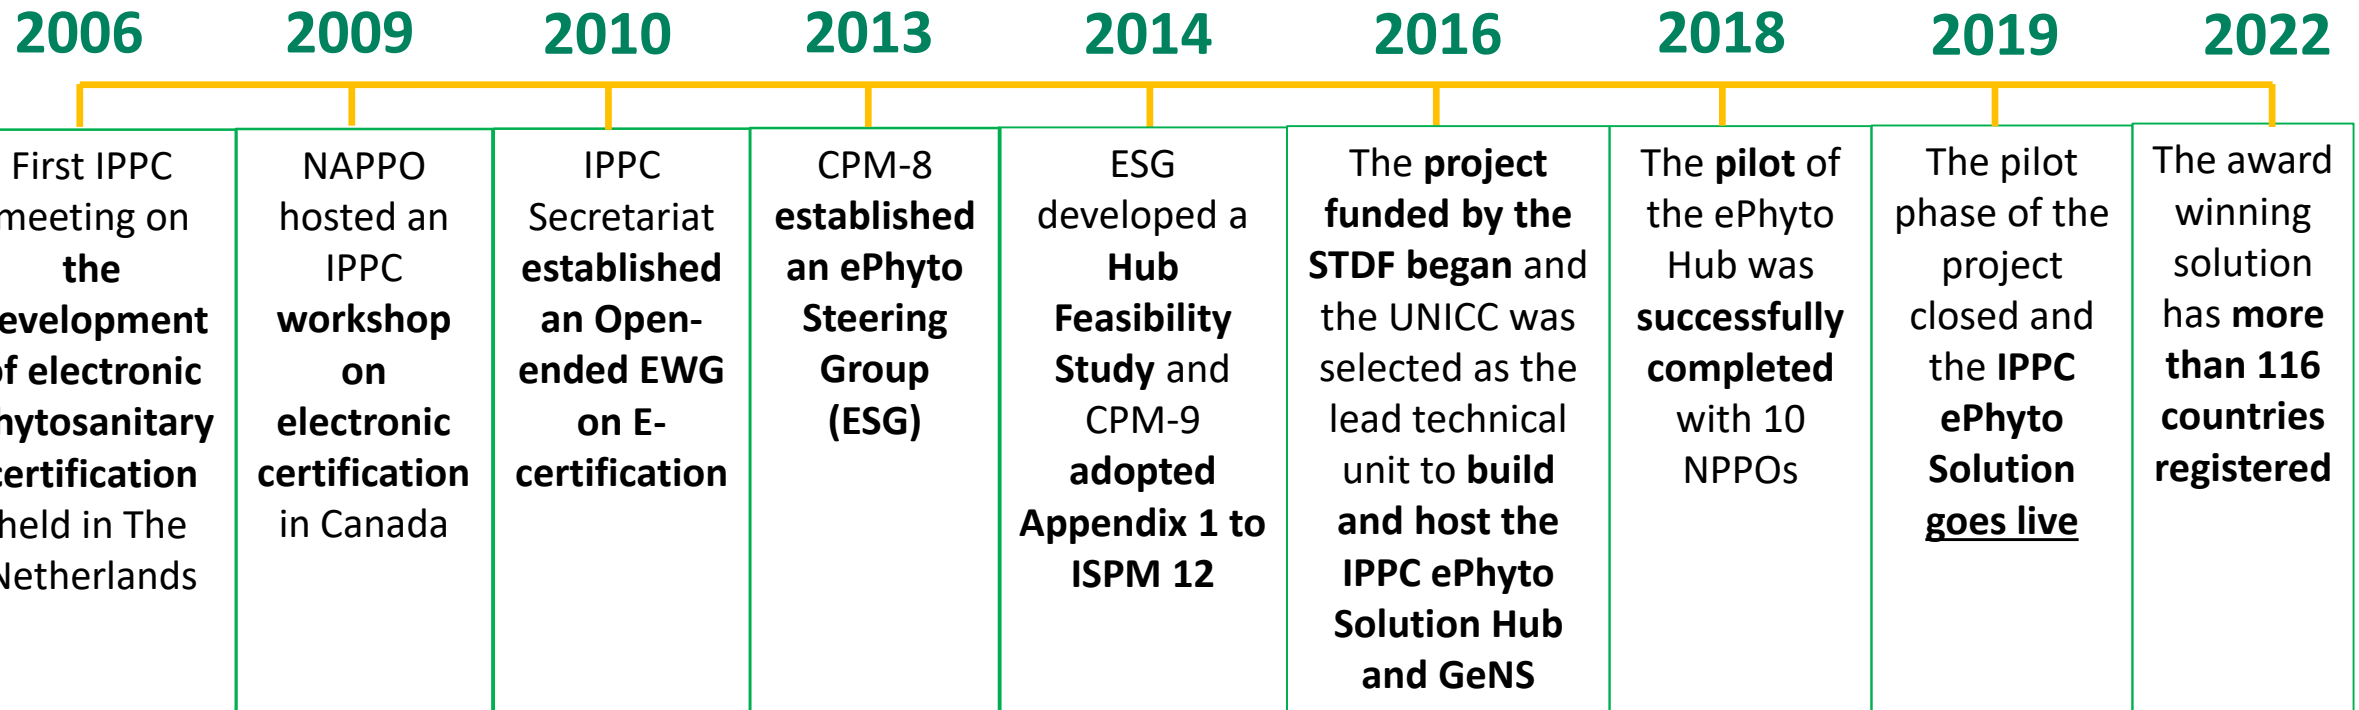 2006
2009
2010
2013
2014
2016
2018
2019
2022
First IPPC
meeting on
the
evelopment
f electronic
hytosanitary
ertification
held in The
Netherlands
NAPPO
hosted an
IPPC
workshop
on
electronic
certification
in Canada
IPPC
Secretariat
established
an Open-
ended EWG
on E-
certification
CPM-8
established
an ePhyto
Steering
Group
(ESG)
ESG
developed a
Hub
Feasibility
Study and
CPM-9
adopted
Appendix 1 to
ISPM 12
The project
funded by the
STDF began and
the UNICC was
selected as the
lead technical
unit to build
and host the
IPPC ePhyto
Solution Hub
and GeNS
The pilot of
the ePhyto
Hub was
successfully
completed
with 10
NPPOs
The pilot
phase of the
project
closed and
the IPPC
ePhyto
Solution
goes live
The award
winning
solution
has more
than 116
countries
registered